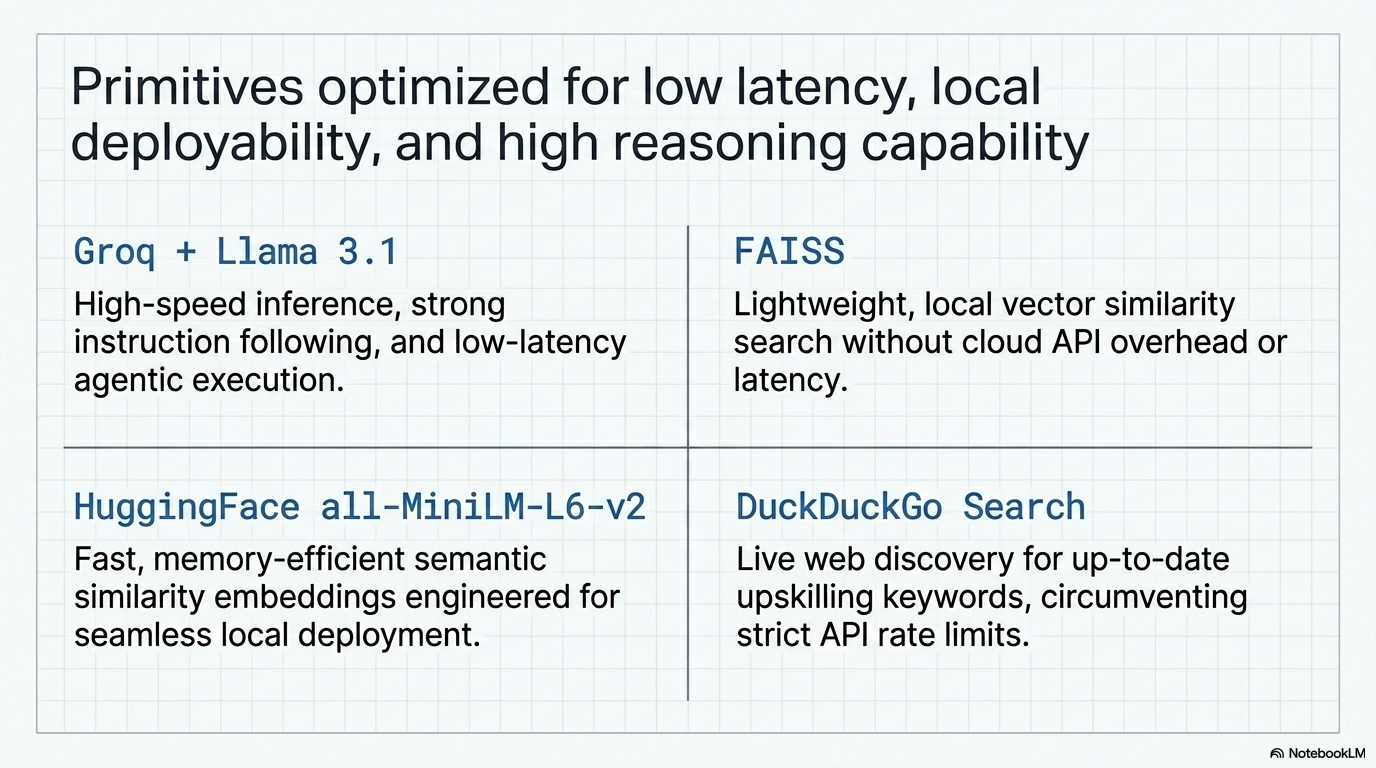 Primitives optimized for low latency, local
deployability, and high reasoning capability
Groq + Llama 3.1
High-speed inference, strong
instruction following, and low-latency
agentic execution.
FAISS
Lightweight, local vector similarity
search without cloud API overhead or
latency.
HuggingFace all-MiniLM-L6-v2
Fast, memory-efficient semantic
similarity embeddings engineered for
seamless local deployment.
DuckDuckGo Search
Live web discovery for up-to-date
upskilling keywords, circumventing
strict API rate limits.
NotebookLM